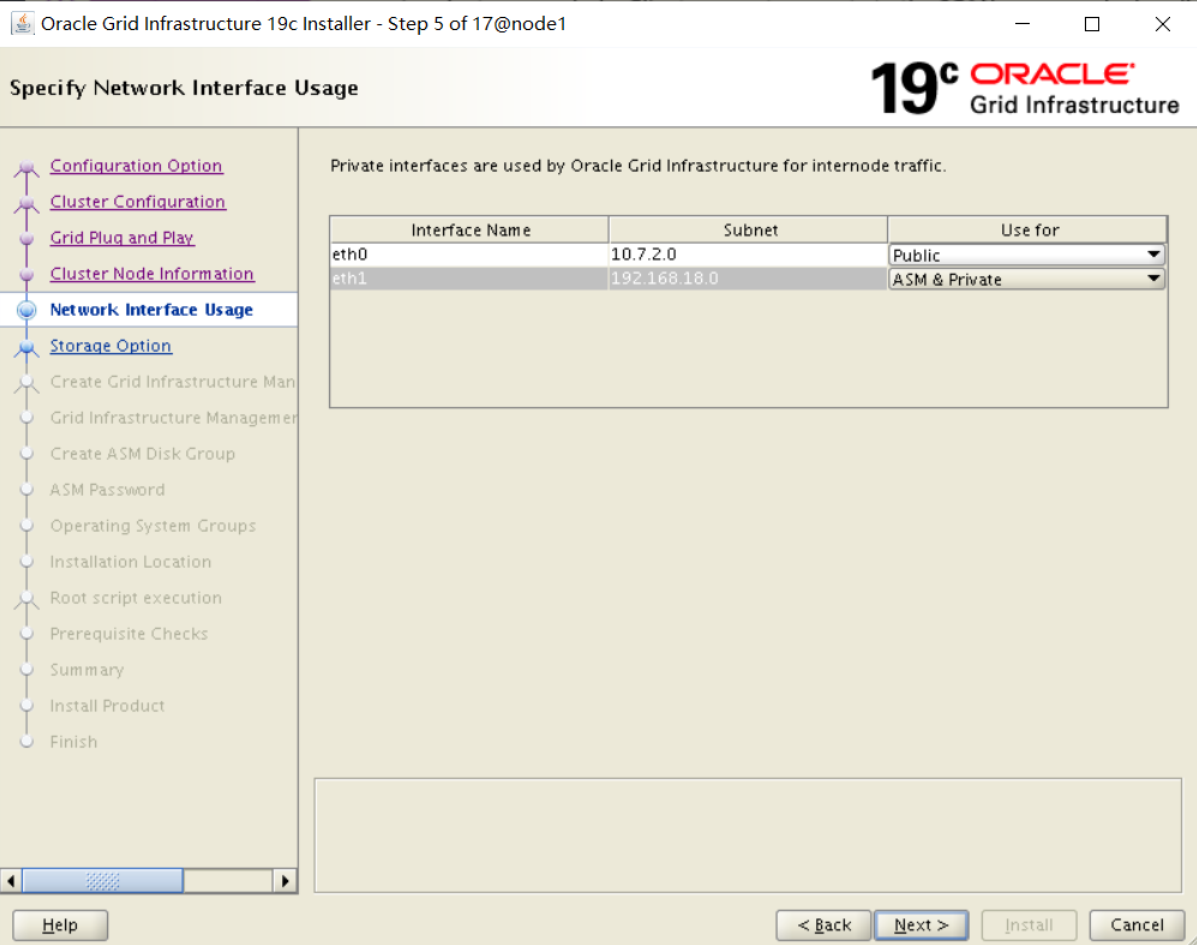 Oracle Grid Infrastructure 19c Installer - Step 5 of 17@node1
Specify Network Interface Usage
19c ORACLE
Grid Infrastructure
Configuration Option
Cluster Configuration
Grid Plug and Play
Cluster Node Information
Network Interface Usage
Storage Option
Create Grid Infrastructure Man
Grid Infrastructure Managemen
Create ASM Disk Group
ASM Password
Operating System Groups
Installation Location
Root script execution
Prerequisite Checks
Summary
Install Product
Finish
Private interfaces are used by Oracle Grid Infrastructure for internode traffic.
Interface Name Subnet Use for
eth0 10.7.2.0 Public
eth1 192.168.18.0 ASM & Private
Help < Back Next > Install Cancel